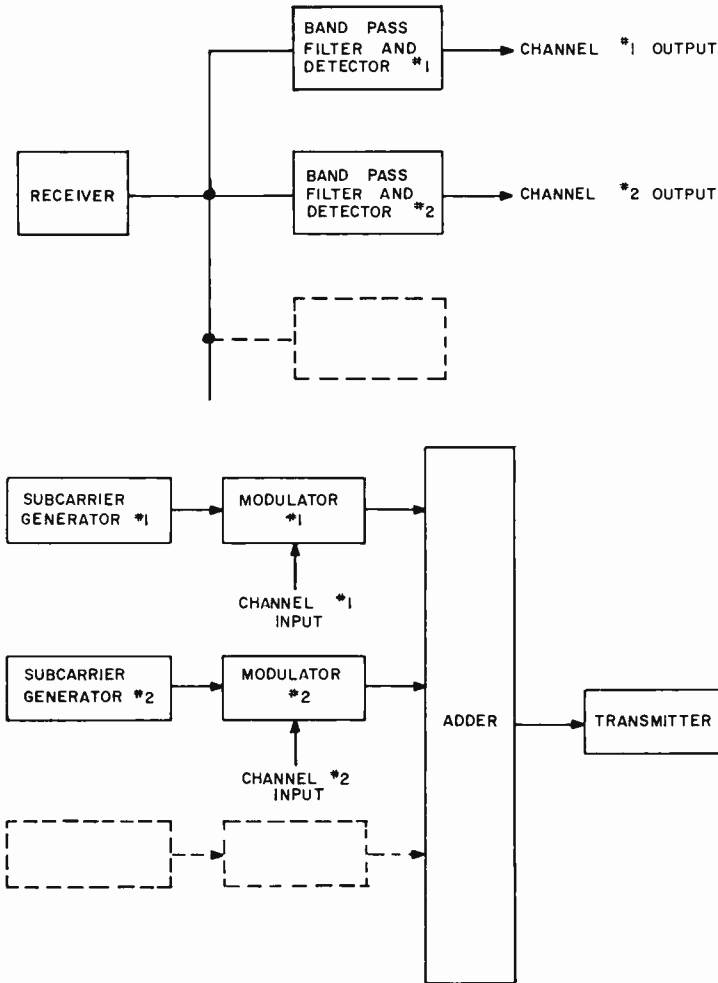 BAND PASS
FILTER AND
DETECTOR #1
CHANNEL #1 OUTPUT
RECEIVER
BAND PASS
FILTER AND
DETECTOR #2
CHANNEL #2 OUTPUT
SUBCARRIER
GENERATOR #1
MODULATOR
#1
CHANNEL #1
INPUT
SUBCARRIER
GENERATOR #2
MODULATOR
#2
CHANNEL #2
INPUT
ADDER
TRANSMITTER